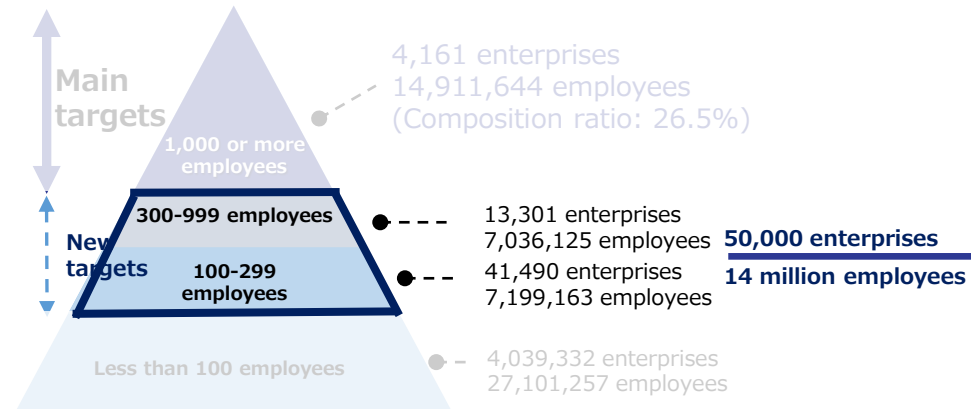 Main
targets
4,161 enterprises
14,911,644 employees
(Composition ratio: 26.5%)
1,000 or more
employees
300-999 employees
13,301 enterprises
7,036,125 employees
50,000 enterprises
14 million employees
New
targets
100-299
employees
41,490 enterprises
7,199,163 employees
Less than 100 employees
4,039,332 enterprises
27,101,257 employees